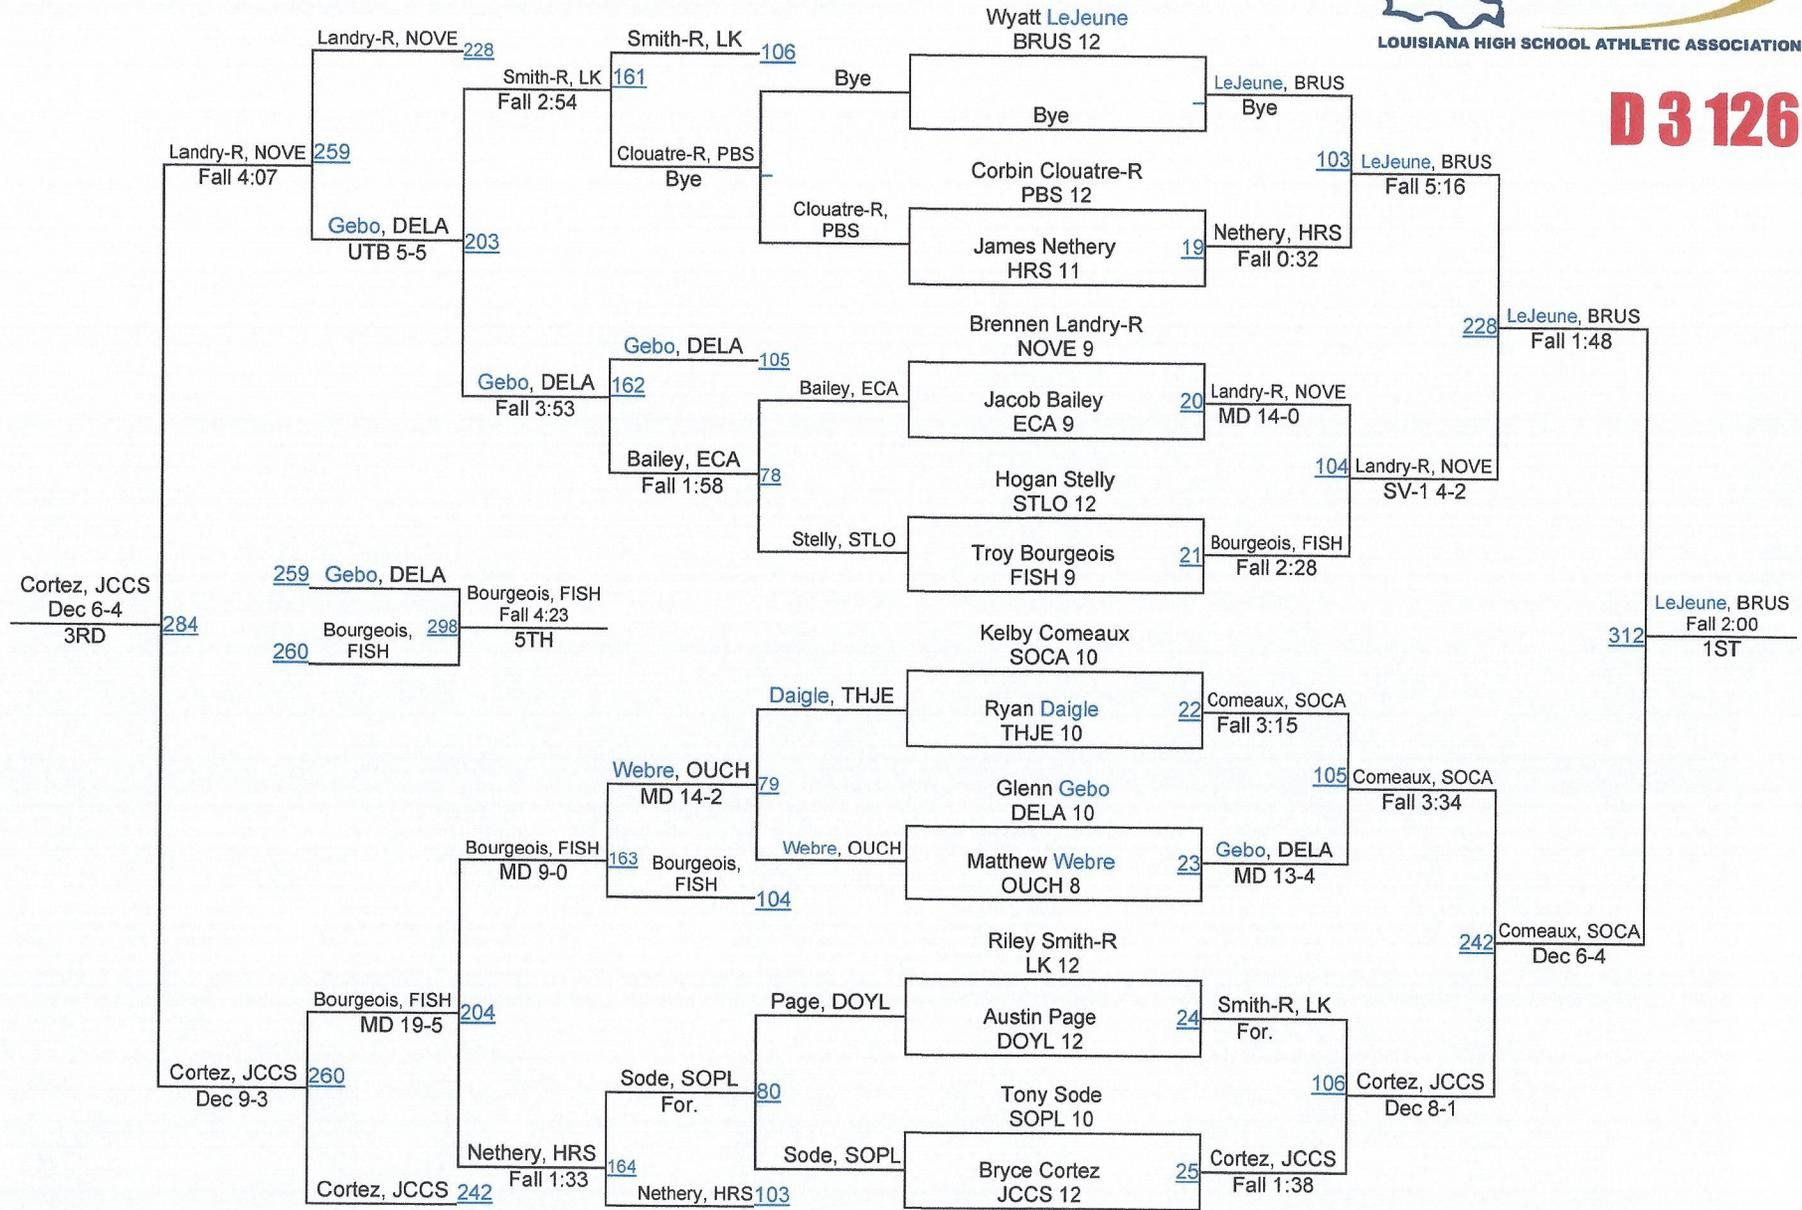 LOUISIANA HIGH SCHOOL ATHLETIC ASSOCIATION
D 3 126
Landry-R, NOVE
228
Landry-R, NOVE
Fall 4:07
259
Gebo, DELA
UTB 5-5
203
Smith-R, LK
Fall 2:54
161
Smith-R, LK
106
Clouatre-R, PBS
Bye
Bye
Clouatre-R,
PBS
Gebo, DELA
Fall 3:53
162
Gebo, DELA
105
Bailey, ECA
Fall 1:58
78
Bailey, ECA
Stelly, STLO
Wyatt LeJeune
BRUS 12
Bye
LeJeune, BRUS
Bye
Corbin Clouatre-R
PBS 12
James Nethery
HRS 11
19
Nethery, HRS
Fall 0:32
103
LeJeune, BRUS
Fall 5:16
Brennen Landry-R
NOVE 9
Jacob Bailey
ECA 9
20
Landry-R, NOVE
MD 14-0
Hogan Stelly
STLO 12
Troy Bourgeois
FISH 9
21
Bourgeois, FISH
Fall 2:28
104
Landry-R, NOVE
SV-1 4-2
228
LeJeune, BRUS
Fall 1:48
Cortez, JCCS
Dec 6-4
3RD
284
259
Gebo, DELA
260
Bourgeois,
FISH
298
Bourgeois, FISH
Fall 4:23
5TH
312
LeJeune, BRUS
Fall 2:00
1ST
Kelby Comeaux
SOCA 10
Ryan Daigle
THJE 10
22
Comeaux, SOCA
Fall 3:15
Glenn Gebo
DELA 10
Matthew Webre
OUCH 8
23
Gebo, DELA
MD 13-4
105
Comeaux, SOCA
Fall 3:34
Riley Smith-R
LK 12
Austin Page
DOYL 12
24
Smith-R, LK
For.
Tony Sode
SOPL 10
Bryce Cortez
JCCS 12
25
Cortez, JCCS
Fall 1:38
106
Cortez, JCCS
Dec 8-1
242
Comeaux, SOCA
Dec 6-4
Daigle, THJE
Webre, OUCH
MD 14-2
79
Webre, OUCH
Bourgeois, FISH
MD 9-0
163
Bourgeois,
FISH
104
Bourgeois, FISH
MD 19-5
204
Cortez, JCCS
Dec 9-3
260
Page, DOYL
Sode, SOPL
For.
80
Sode, SOPL
Nethery, HRS
Fall 1:33
164
Nethery, HRS
103
Cortez, JCCS
242